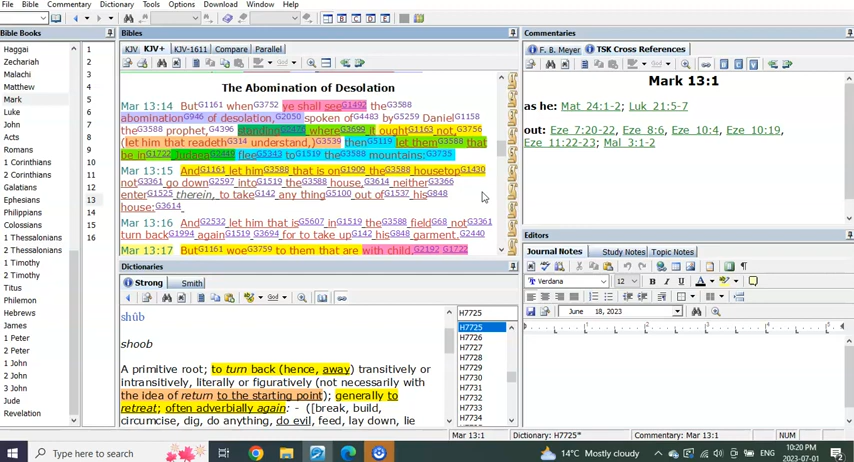 File Bible Commentary Dictionary Tools Options Download Window Help
B C D E
Bible Books
Haggai
Zechariah
Malachi
Matthew
Mark
Luke
John
Acts
Romans
1 Corinthians
2 Corinthians
Galatians
Ephesians
Philippians
Colossians
1 Thessalonians
2 Thessalonians
1 Timothy
2 Timothy
Titus
Philemon
Hebrews
James
1 Peter
2 Peter
1 John
2 John
3 John
Jude
Revelation
1
2
3
4
5
6
7
8
9
10
11
12
13
14
15
16
Bibles
KJV KJV+ KJV-1611 Compare Parallel
The Abomination of Desolation
Mar 13:14 But G1161 when G3752 ye shall see G1492 the G3588
abomination G946 of desolation, G2050 spoken of G4483 by G5259 Daniel G1158
the G3588 prophet, G4396 standing G2476 where G3699 it ought G1163 not, G3756
(let him that readeth G314 understand,) G3539 then G5119 let them G3588 that
be in G1722 Judaea G2449 flee G5343 to G1519 the G3588 mountains: G3735
Mar 13:15 And G1161 let him G3588 that is on G1909 the G3588 housetop G1430
not G3361 go down G2597 into G1519 the G3588 house, G3614 neither G3366
enter G1525 therein, to take G142 any thing G5100 out of G1537 his G848
house: G3614
Mar 13:16 And G2532 let him that is G5607 in G1519 the G3588 field G68 not G3361
turn back G1994 again G1519 G3694 for to take up G142 his G848 garment. G2440
Mar 13:17 But G1161 woe G3759 to them that are with child, G2192 G1722
Dictionaries
Strong Smith
shûb
shoob
A primitive root; to turn back (hence, away) transitively or
intransitively, literally or figuratively (not necessarily with
the idea of return to the starting point); generally to
retreat; often adverbially again: - ([break, build,
circumcise, dig, do anything, do evil, feed, lay down, lie
H7725
H7725
H7726
H7727
H7728
H7729
H7730
H7731
H7732
H7733
H7734
Commentaries
F. B. Meyer TSK Cross References
Mark 13:1
as he: Mat 24:1-2; Luk 21:5-7
out: Eze 7:20-22, Eze 8:6, Eze 10:4, Eze 10:19,
Eze 11:22-23; Mal 3:1-2
Editors
Journal Notes Study Notes Topic Notes
Verdana 12 B I U A
June 18, 2023
1 2 3 4 5
Mar 13:1 Dictionary: H7725* Commentary: Mar 13:1 NUM
Type here to search
14°C Mostly cloudy
ENG
10:20 PM
2023-07-01
2